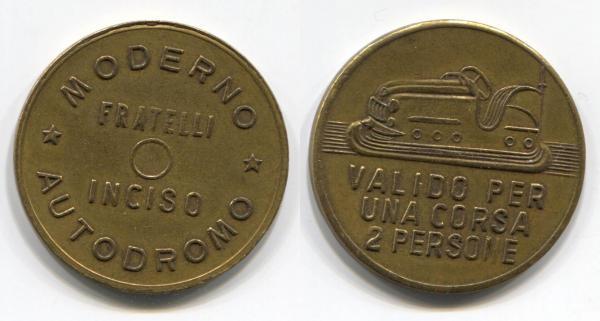 MODERNO
FRATELLI
INCISO
AUTODROMO
VALIDO PER
UNA CORSA
2 PERSONE